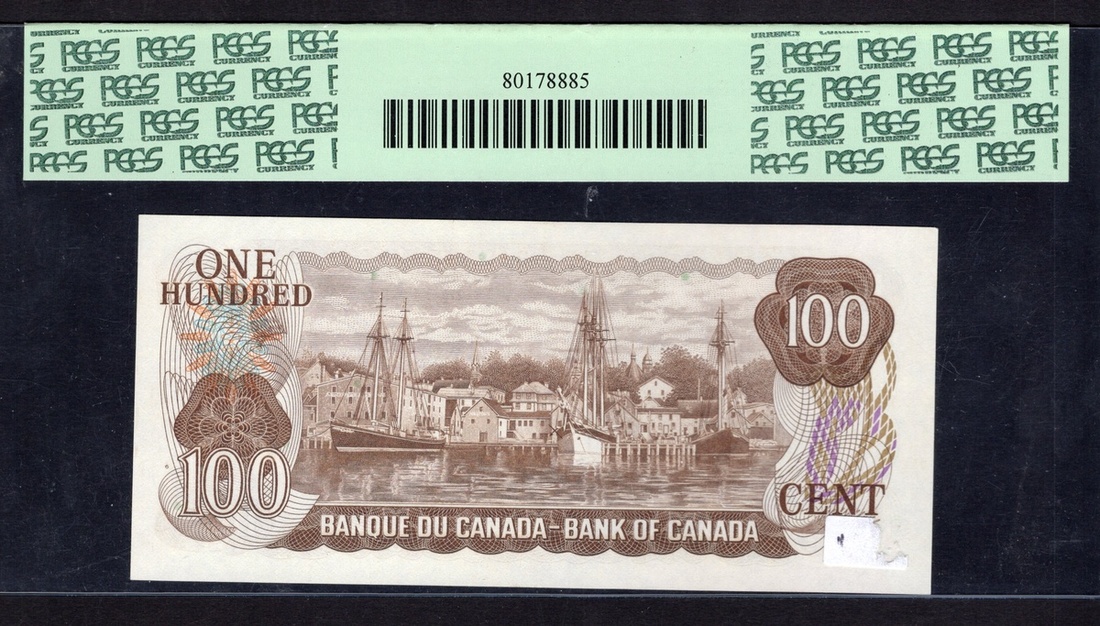 PCGS CURRENCY
80178885
ONE
HUNDRED
100
100
CENT
BANQUE DU CANADA – BANK OF CANADA